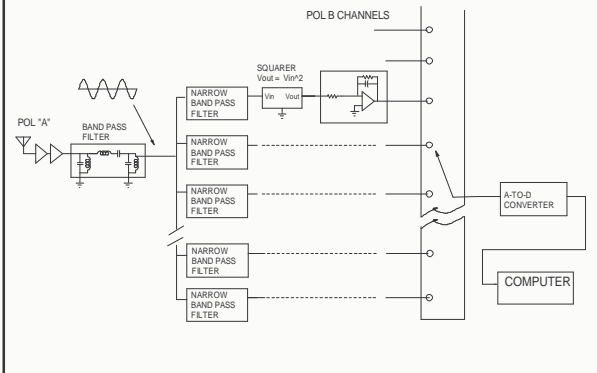 POL B CHANNELS
SQUARER
Vout = Vin^2
NARROW
BAND PASS
FILTER
Vin Vout
POL "A"
BAND PASS
FILTER
NARROW
BAND PASS
FILTER
NARROW
BAND PASS
FILTER
A-TO-D
CONVERTER
NARROW
BAND PASS
FILTER
COMPUTER
NARROW
BAND PASS
FILTER